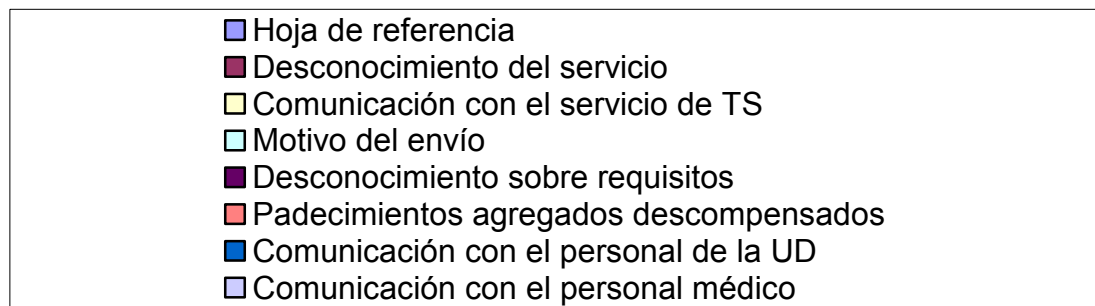 Hoja de referencia
Desconocimiento del servicio
Comunicación con el servicio de TS
Motivo del envío
Desconocimiento sobre requisitos
Padecimientos agregados descompensados
Comunicación con el personal de la UD
Comunicación con el personal médico